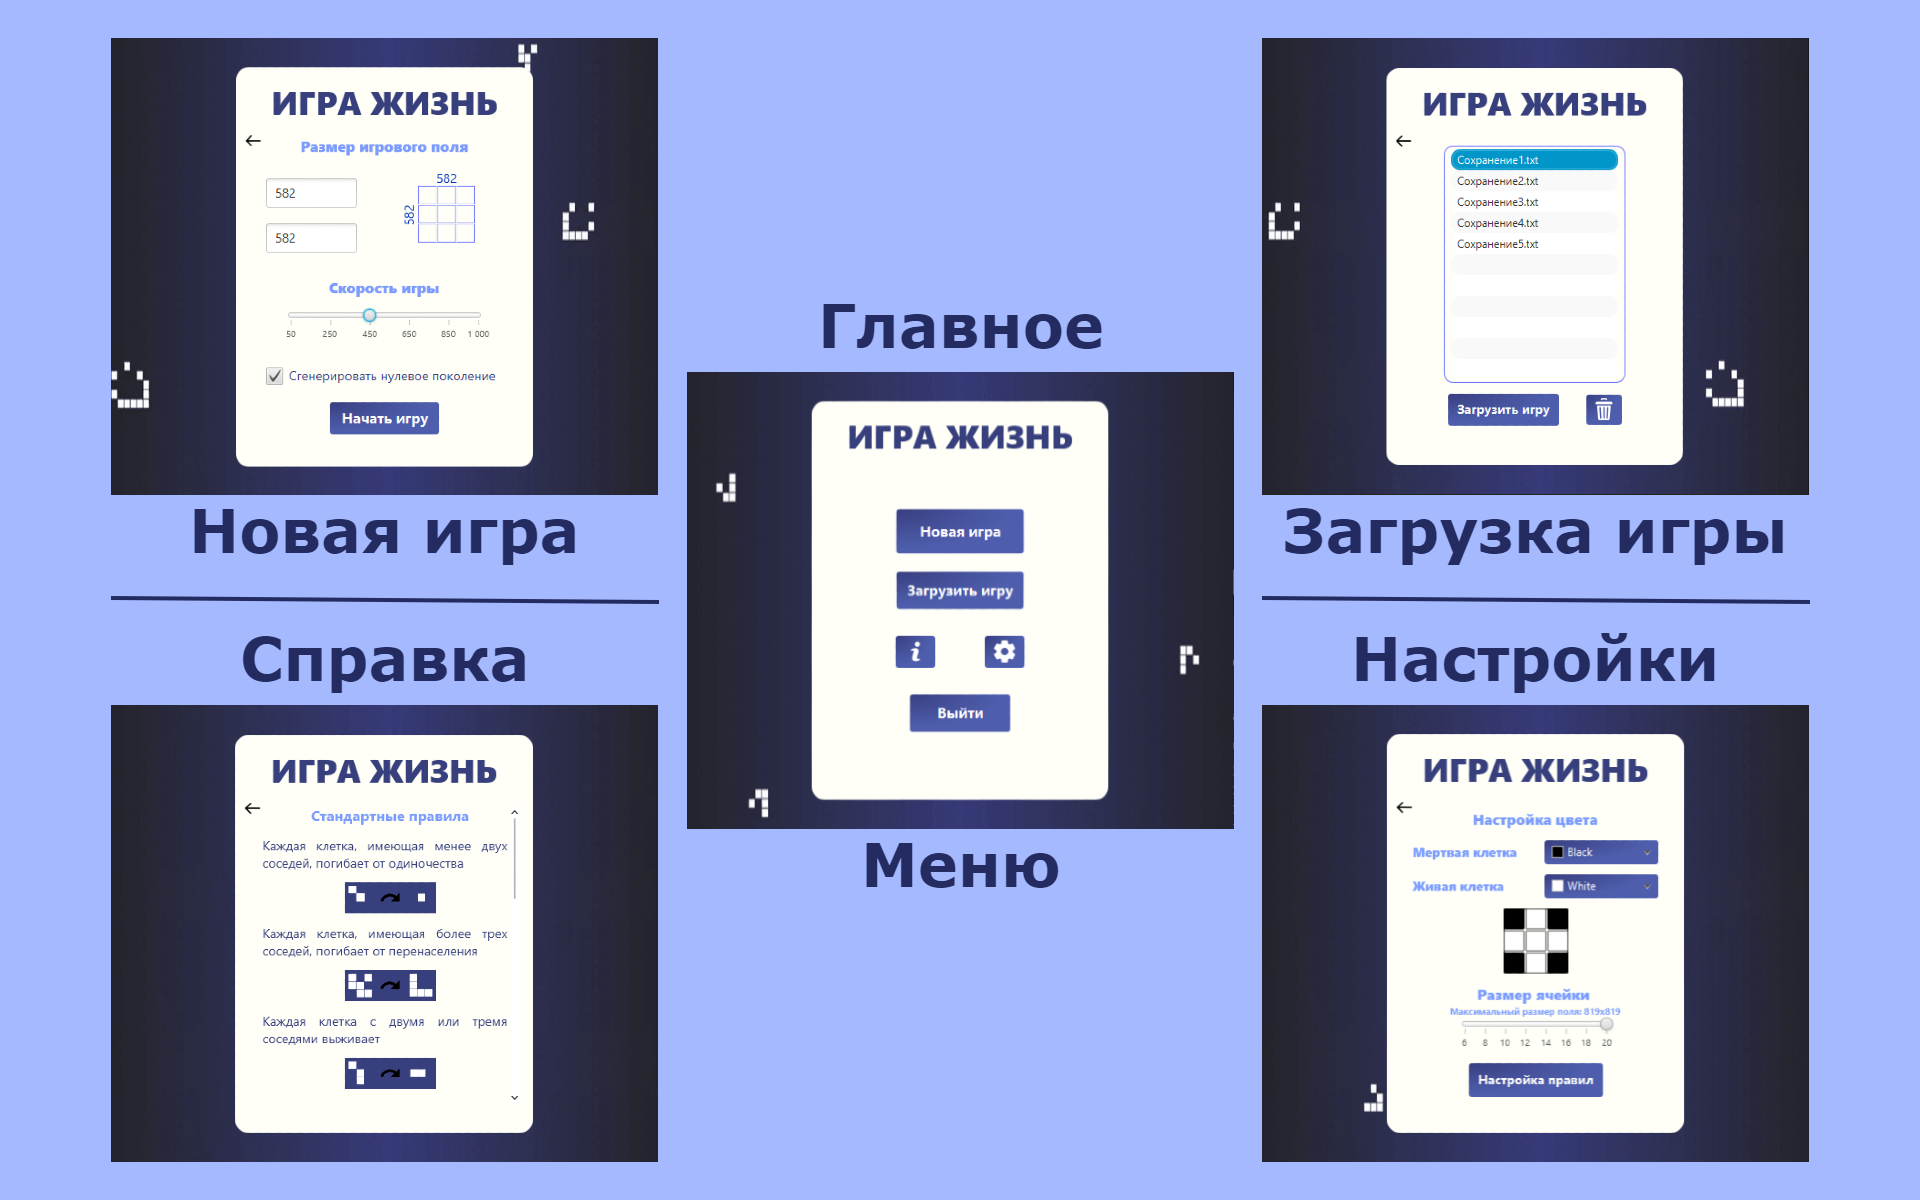 ИГРА ЖИЗНЬ
Размер игрового поля
582
582
582
582
Скорость игры
50 250 450 650 850 1 000
Сгенерировать нулевое поколение
Начать игру
Новая игра
Справка
ИГРА ЖИЗНЬ
Стандартные правила
Каждая клетка, имеющая менее двух
соседей, погибает от одиночества
Каждая клетка, имеющая более трех
соседей, погибает от перенаселения
Каждая клетка с двумя или тремя
соседями выживает
Главное
ИГРА ЖИЗНЬ
Новая игра
Загрузить игру
i
Выйти
Меню
ИГРА ЖИЗНЬ
Сохранение1.txt
Сохранение2.txt
Сохранение3.txt
Сохранение4.txt
Сохранение5.txt
Загрузить игру
Загрузка игры
Настройки
ИГРА ЖИЗНЬ
Настройка цвета
Мертвая клетка Black
Живая клетка White
Размер ячейки
Максимальный размер поля: 819x819
6 8 10 12 14 16 18 20
Настройка правил